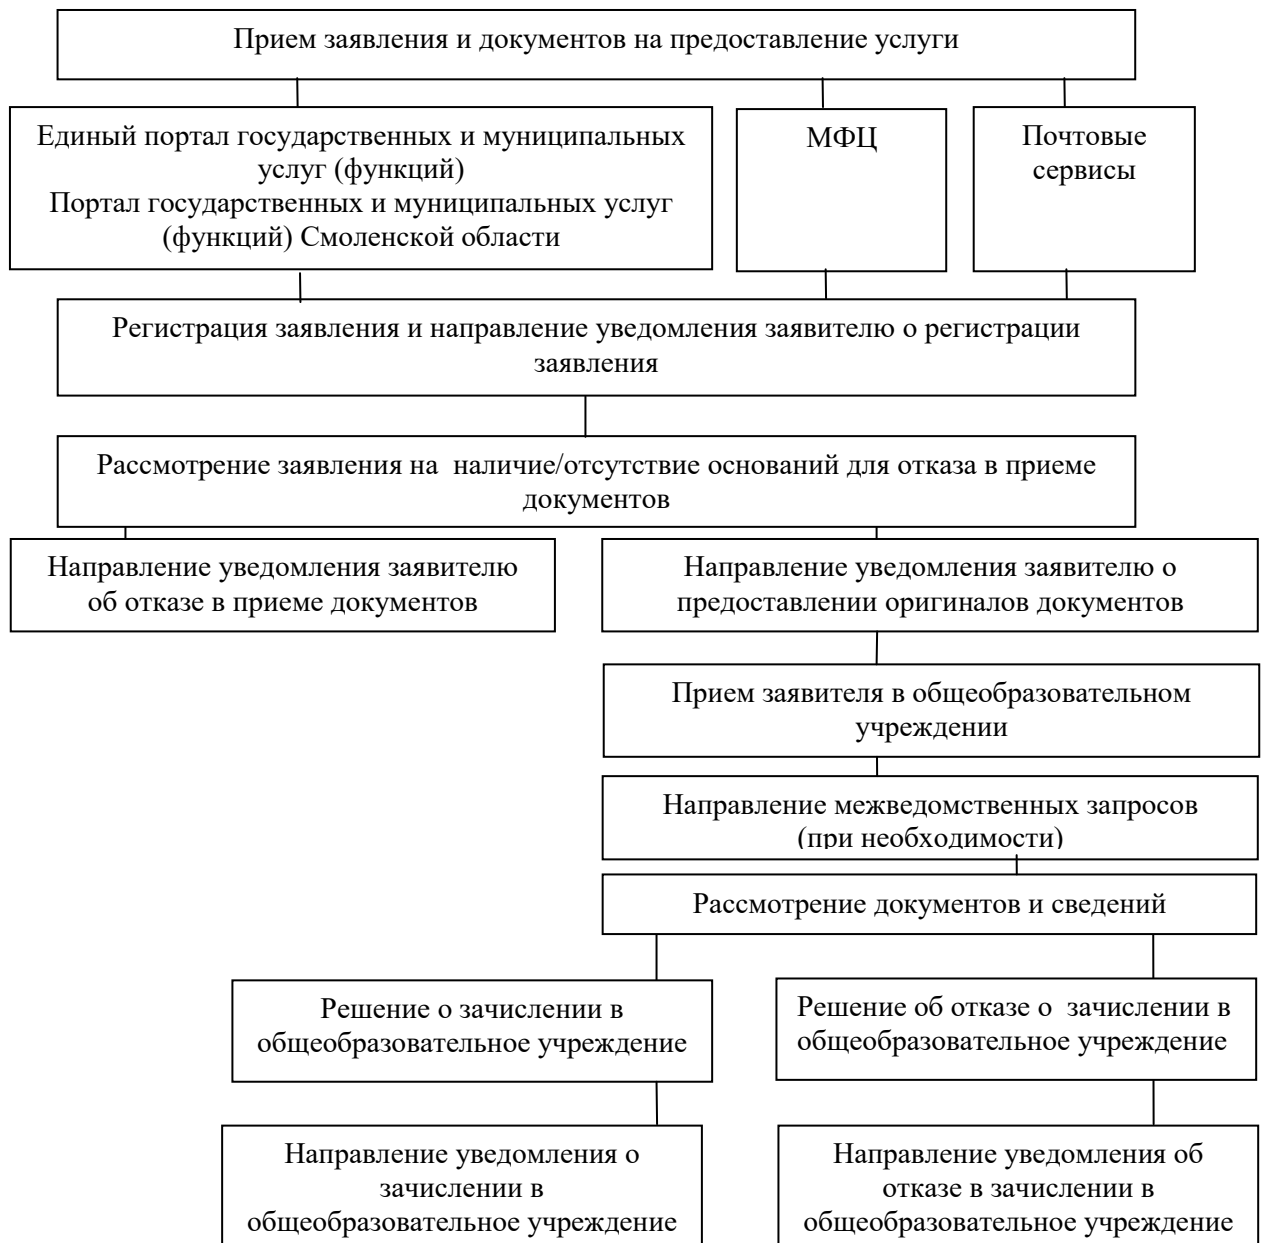 Прием заявления и документов на предоставление услуги
Единый портал государственных и муниципальных
услуг (функций)
Портал государственных и муниципальных услуг
(функций) Смоленской области
МФЦ
Почтовые
сервисы
Регистрация заявления и направление уведомления заявителю о регистрации
заявления
Рассмотрение заявления на наличие/отсутствие оснований для отказа в приеме
документов
Направление уведомления заявителю
об отказе в приеме документов
Направление уведомления заявителю о
предоставлении оригиналов документов
Прием заявителя в общеобразовательном
учреждении
Направление межведомственных запросов
(при необходимости)
Рассмотрение документов и сведений
Решение о зачислении в
общеобразовательное учреждение
Решение об отказе о зачислении в
общеобразовательное учреждение
Направление уведомления о
зачислении в
общеобразовательное учреждение
Направление уведомления об
отказе в зачислении в
общеобразовательное учреждение